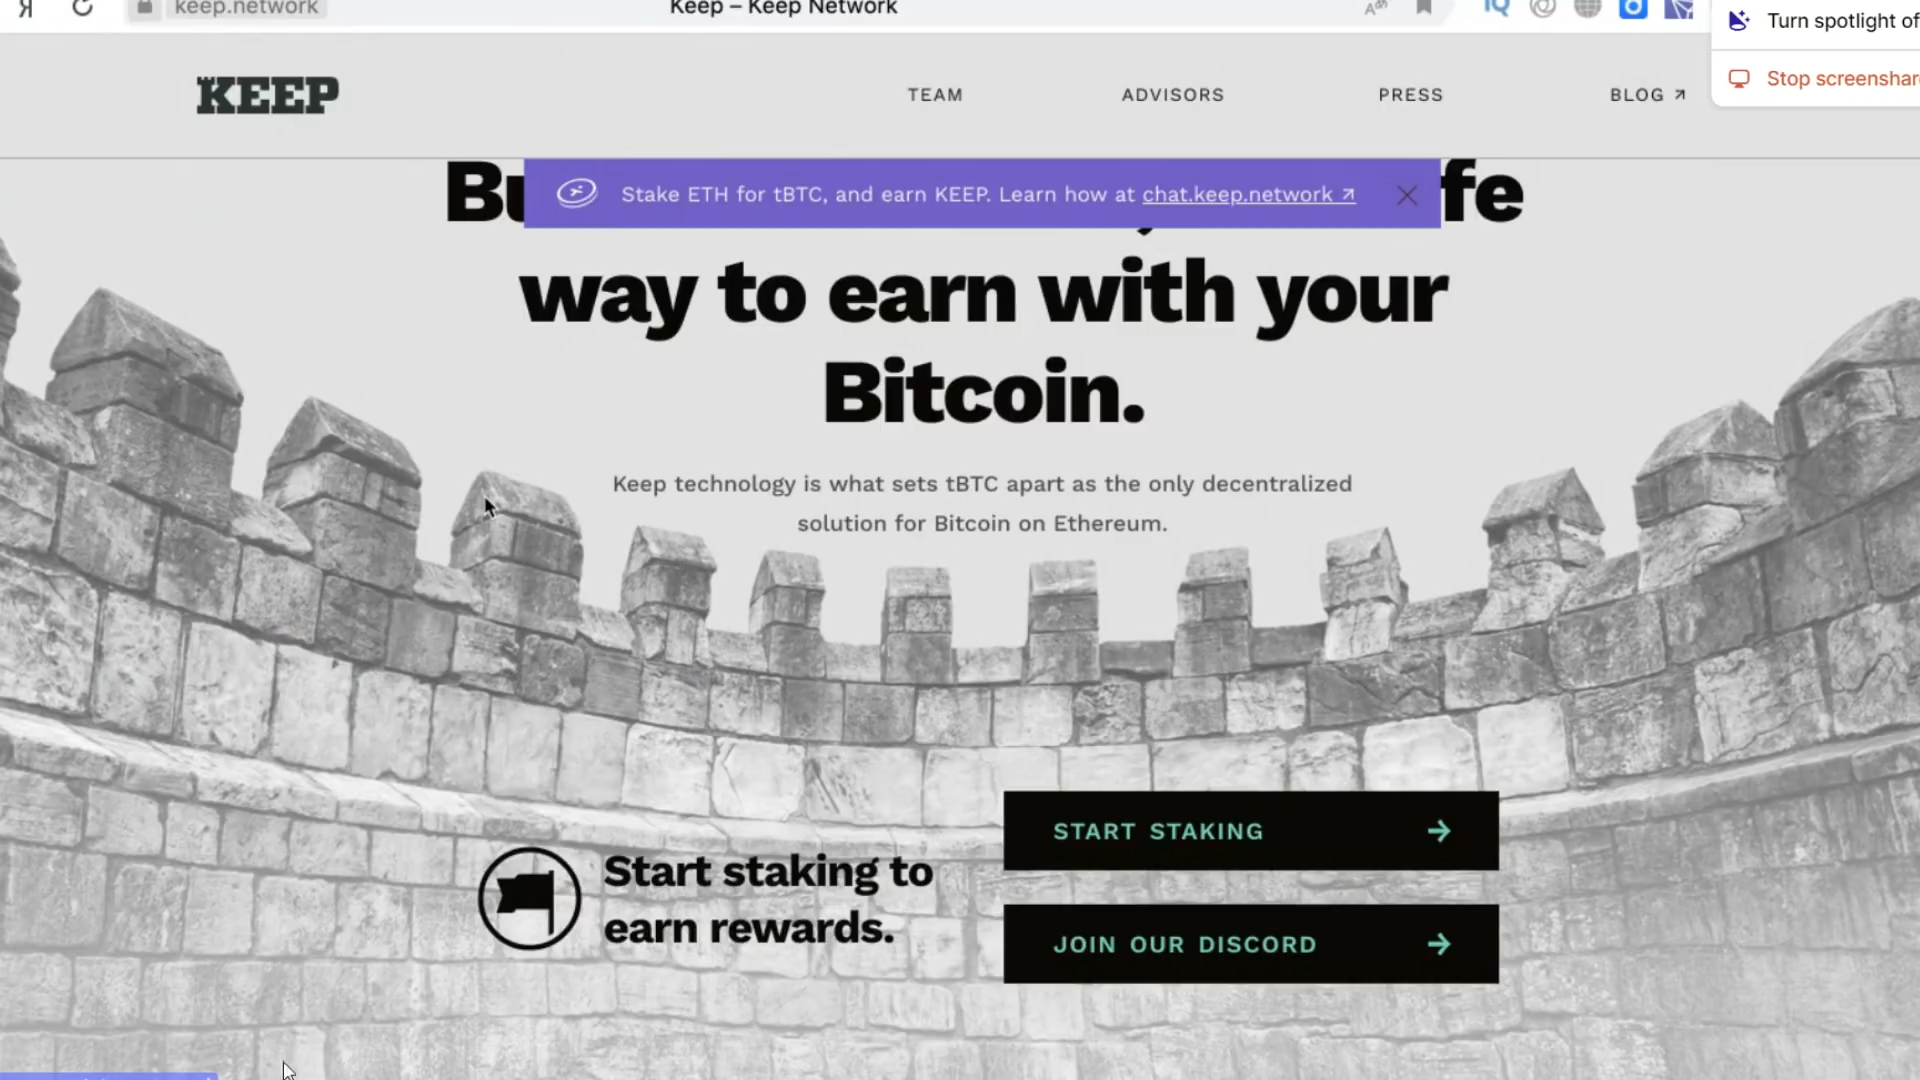 Я
keep.network
Keep – Keep Network
Turn spotlight of
Stop screenshar
KEEP
TEAM
ADVISORS
PRESS
BLOG ↗
Stake ETH for tBTC, and earn KEEP. Learn how at chat.keep.network ↗
fe
way to earn with your
Bitcoin.
Keep technology is what sets tBTC apart as the only decentralized
solution for Bitcoin on Ethereum.
Start staking to
earn rewards.
START STAKING →
JOIN OUR DISCORD →